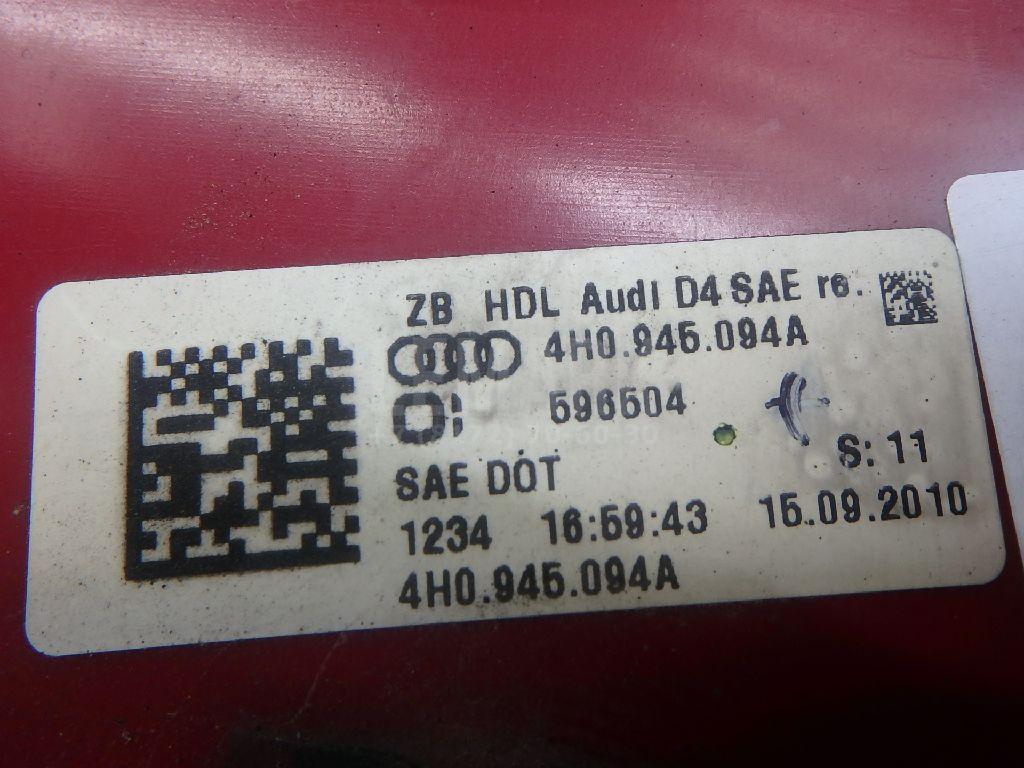 ZB HDL Audi D4 SAE re.
4H0.945.094A
596504
S: 11
SAE DOT
1234 16:59:43 15.09.2010
4H0.945.094A